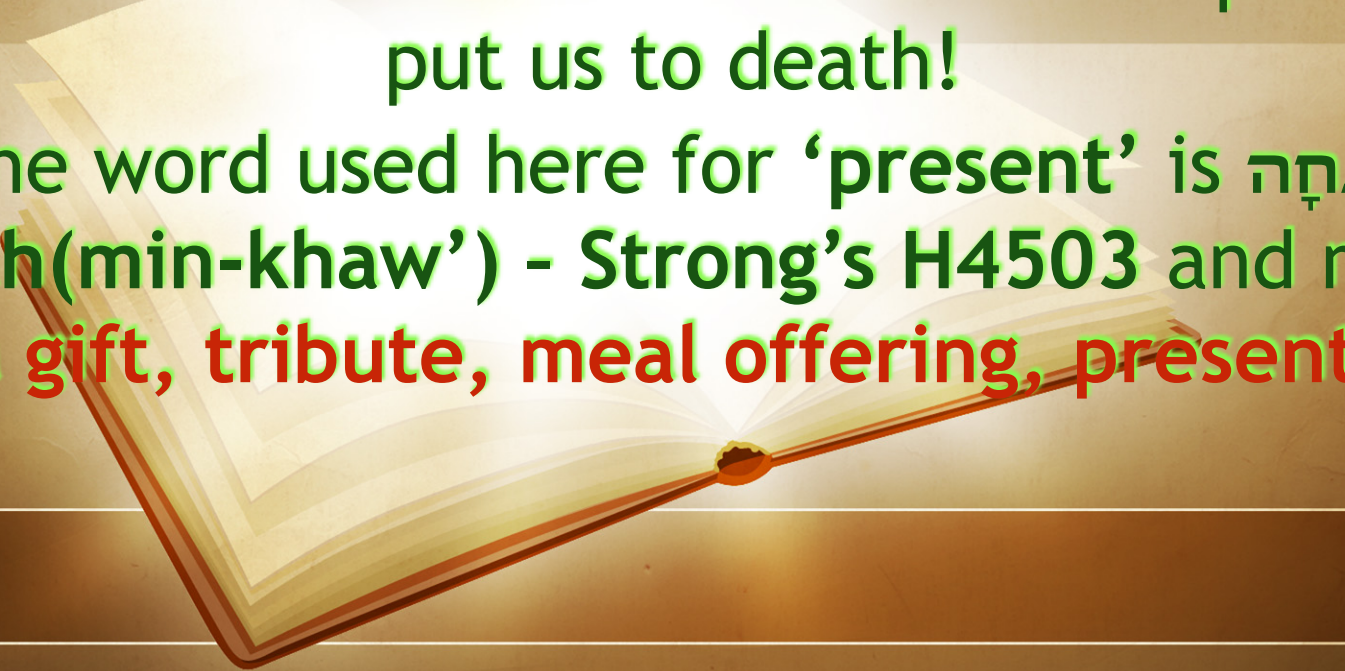 put us to death!
he word used here for ‘present’ is חָה
h(min-khaw’) – Strong’s H4503 and
gift, tribute, meal offering, present